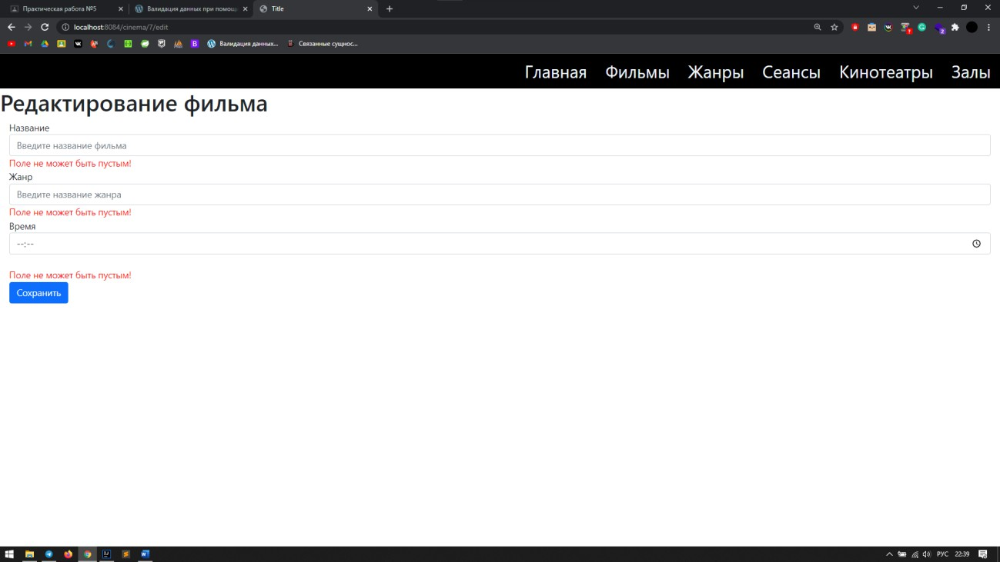 Практическая работа №5
Валидация данных при помощи
Title
localhost:8084/cinema/7/edit
Валидация данных...
Связанные сущнос...
Главная Фильмы Жанры Сеансы Кинотеатры Залы
Редактирование фильма
Название
Введите название фильма
Поле не может быть пустым!
Жанр
Введите название жанра
Поле не может быть пустым!
Время
--:--
Поле не может быть пустым!
Сохранить
РУС 22:39